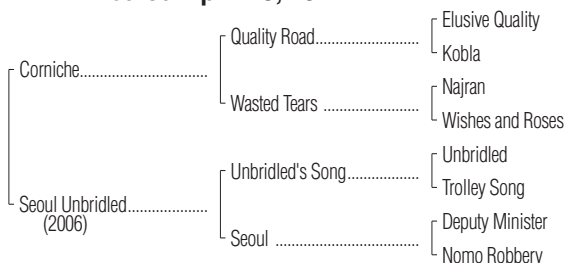 Elusive Quality
Quality Road
Kobla
Corniche
Najran
Wasted Tears
Wishes and Roses
Unbridled
Unbridled's Song
Trolley Song
Seoul Unbridled
(2006)
Deputy Minister
Seoul
Nomo Robbery